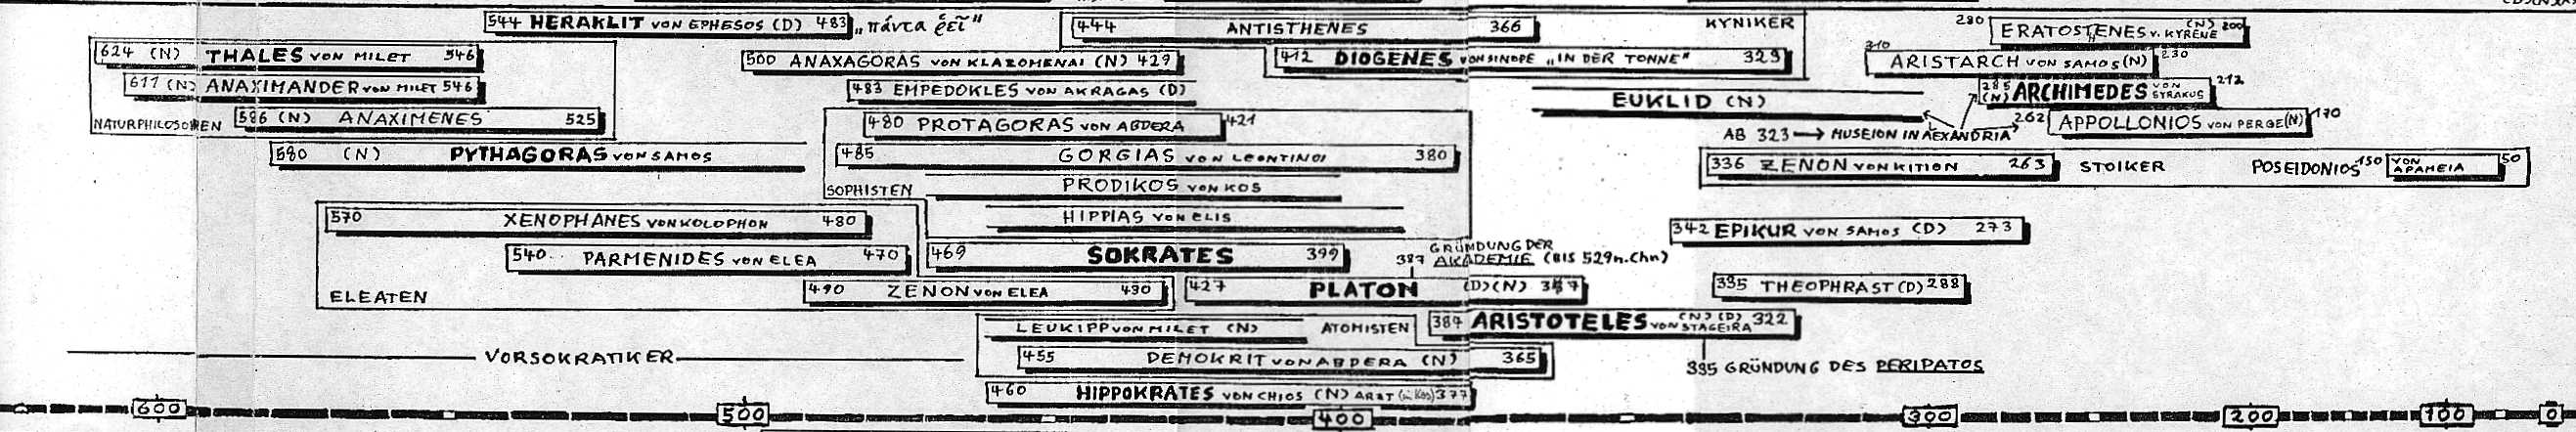 544 HERAKLIT VON EPHESOS (D) 483 „πάντα ῥεῖ"
444 ANTISTHENES 366 KYNIKER
280 ERATOSTHENES v. KYRENE (N) 200
624 (N) THALES VON MILET 546
500 ANAXAGORAS VON KLAZOMENAI (N) 429
412 DIOGENES VON SINOPE „IN DER TONNE" 323
310 ARISTARCH VON SAMOS (N) 230
611 (N) ANAXIMANDER VON MILET 546
483 EMPEDOKLES VON AKRAGAS (D)
EUKLID (N)
285 (N) ARCHIMEDES VON SYRAKUS 212
NATURPHILOSOPHEN 586 (N) ANAXIMENES 525
480 PROTAGORAS VON ABDERA 421
AB 323 → MUSEION IN AEXANDRIA
262 APPOLLONIOS VON PERGE (N) 170
580 (N) PYTHAGORAS VON SAMOS
485 GORGIAS VON LEONTINOI 380
336 ZENON VON KITION 263 STOIKER POSEIDONIOS 150 VON APAMEIA 50
SOPHISTEN PRODIKOS VON KOS
HIPPIAS VON ELIS
570 XENOPHANES VON KOLOPHON 480
342 EPIKUR VON SAMOS (D) 273
540 PARMENIDES VON ELEA 470
469 SOKRATES 399
387 GRÜNDUNG DER
AKADEMIE (BIS 529n.Chn)
ELEATEN 490 ZENON VON ELEA 430
427 PLATON (D)(N) 347
335 THEOPHRAST (D) 288
LEUKIPP VON MILET (N) ATOMISTEN
384 ARISTOTELES VON STAGEIRA (N) (D) 322
VORSOKRATIKER
455 DEMOKRIT VON ABDERA (N) 365
335 GRÜNDUNG DES PERIPATOS
460 HIPPOKRATES VON CHIOS (N) ARZT (in Kos) 377
600 500 400 300 200 100 0